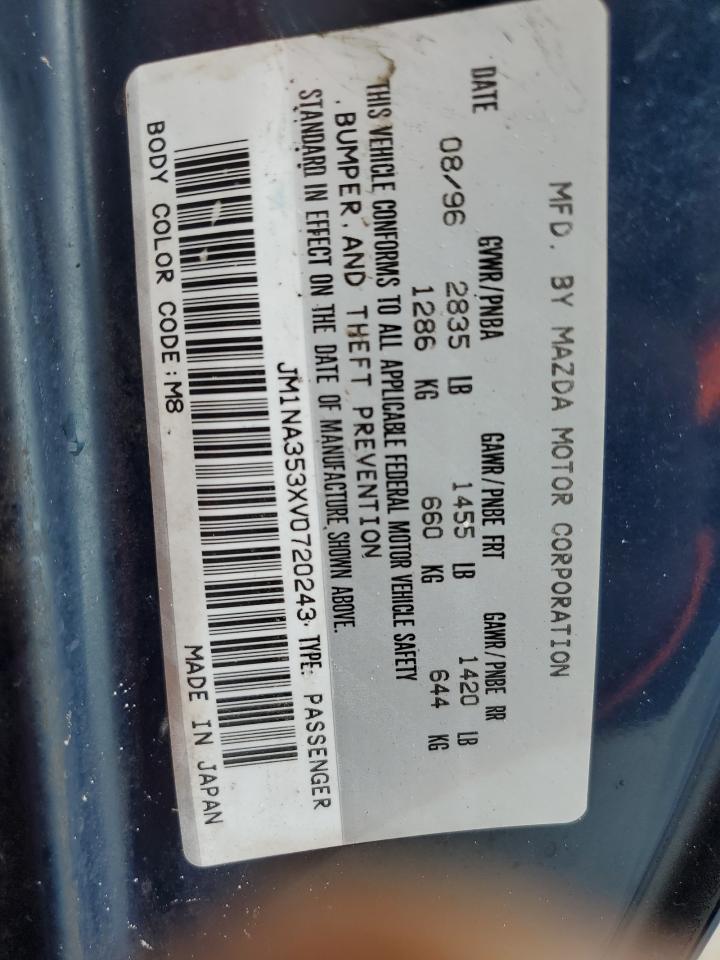 MFD. BY MAZDA MOTOR CORPORATION
DATE GVWR/PNBA GAWR/PNBE FRT GAWR/PNBE RR
08/96 2835 LB 1455 LB 1420 LB
1286 KG 660 KG 644 KG
THIS VEHICLE CONFORMS TO ALL APPLICABLE FEDERAL MOTOR VEHICLE SAFETY
, BUMPER, AND THEFT PREVENTION
STANDARD IN EFFECT ON THE DATE OF MANUFACTURE SHOWN ABOVE.
JM1NA353XV0720243 TYPE: PASSENGER
BODY COLOR CODE:M8 MADE IN JAPAN